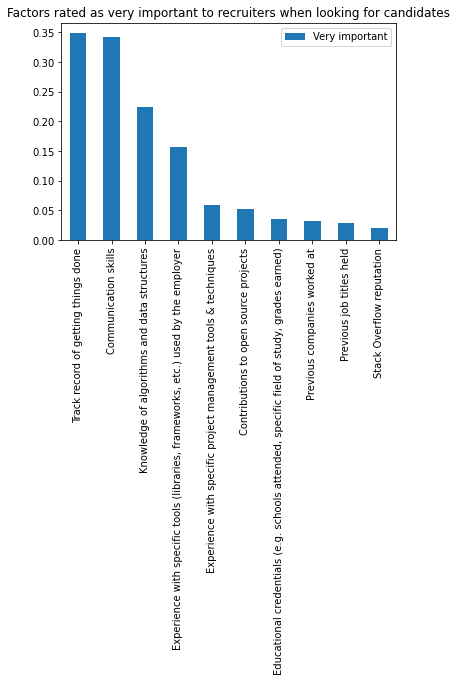 Factors rated as very important to recruiters when looking for candidates
Very important
0.35
0.30
0.25
0.20
0.15
0.10
0.05
0.00
Track record of getting things done
Communication skills
Knowledge of algorithms and data structures
Experience with specific tools (libraries, frameworks, etc.) used by the employer
Experience with specific project management tools & techniques
Contributions to open source projects
Educational credentials (e.g. schools attended, specific field of study, grades earned)
Previous companies worked at
Previous job titles held
Stack Overflow reputation